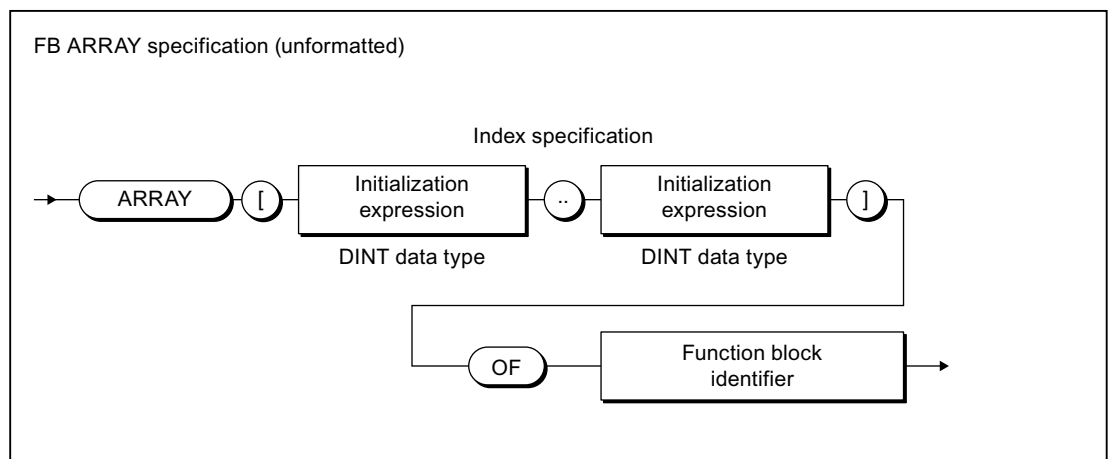 FB ARRAY specification (unformatted)
Index specification
ARRAY [ Initialization expression .. Initialization expression ]
DINT data type DINT data type
OF Function block identifier